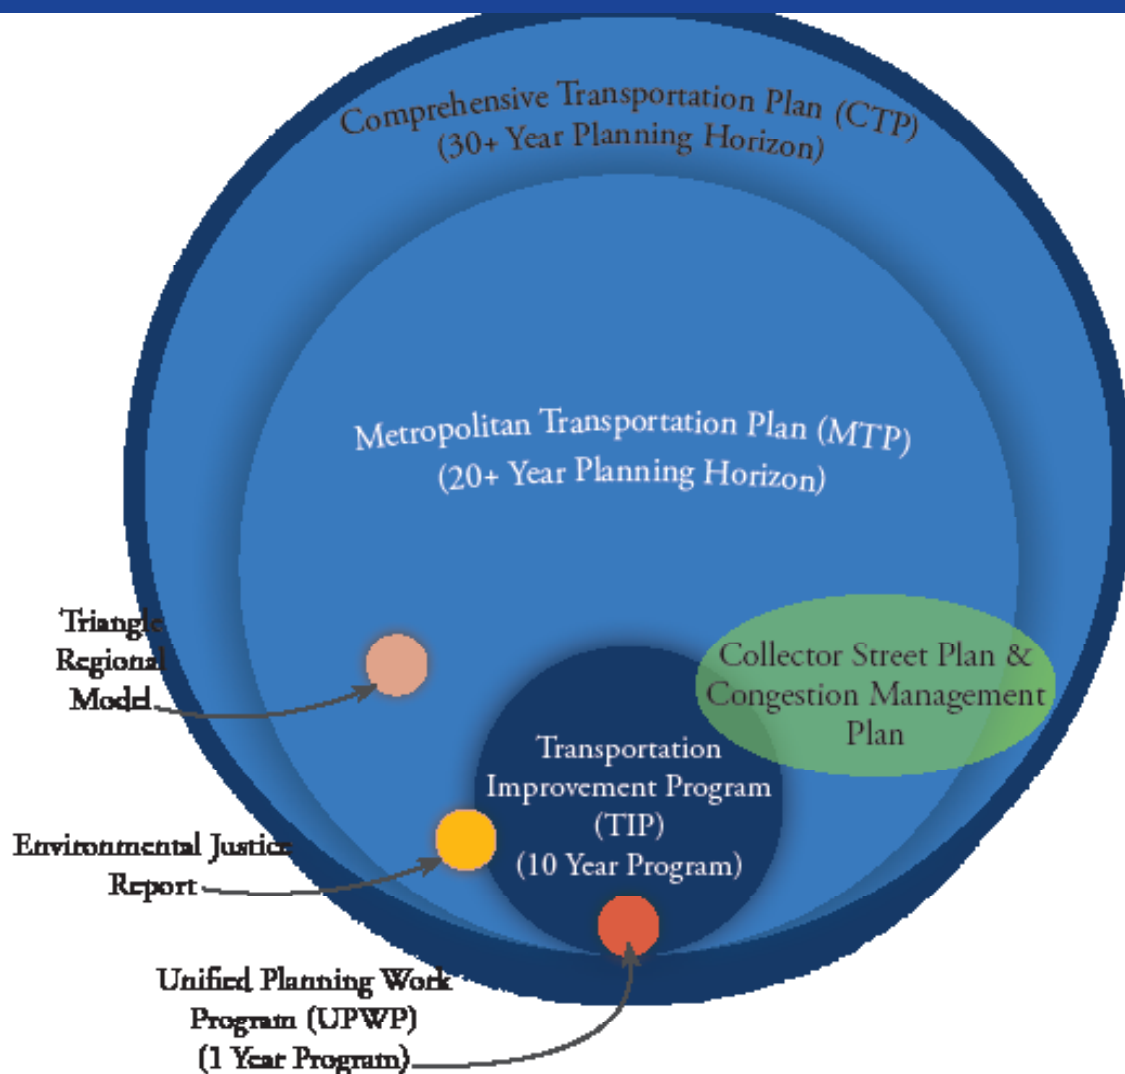 Comprehensive Transportation Plan (CTP)
(30+ Year Planning Horizon)
Metropolitan Transportation Plan (MTP)
(20+ Year Planning Horizon)
Triangle
Regional
Model
Collector Street Plan &
Congestion Management
Plan
Transportation
Improvement Program
(TIP)
(10 Year Program)
Environmental Justice
Report
Unified Planning Work
Program (UPWP)
(1 Year Program)